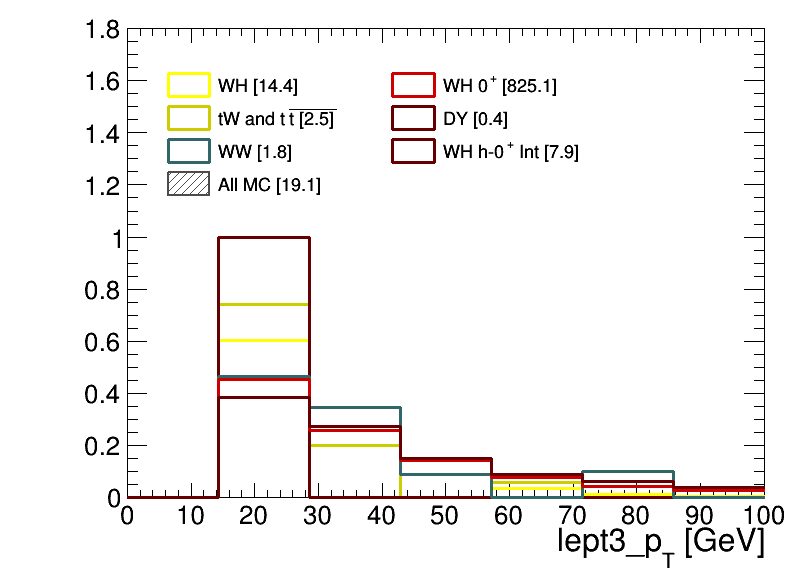 1.8
1.6
1.4
1.2
1
0.8
0.6
0.4
0.2
0
WH [14.4]
tW and t t [2.5]
WW [1.8]
All MC [19.1]
WH 0+ [825.1]
DY [0.4]
WH h-0+ Int [7.9]
0 10 20 30 40 50 60 70 80 90 100
lept3_pT [GeV]